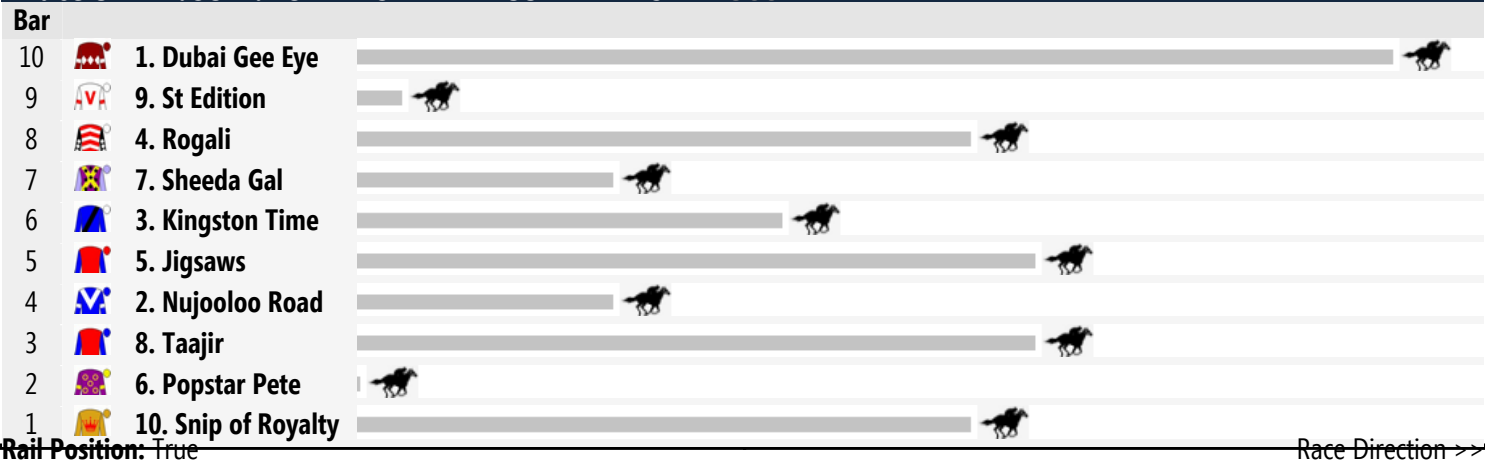 Bar
10 1. Dubai Gee Eye
9 V 9. St Edition
8 4. Rogali
7 7. Sheeda Gal
6 3. Kingston Time
5 5. Jigsaws
4 2. Nujooloo Road
3 8. Taajir
2 6. Popstar Pete
1 10. Snip of Royalty
Rail Position: True Race Direction >>